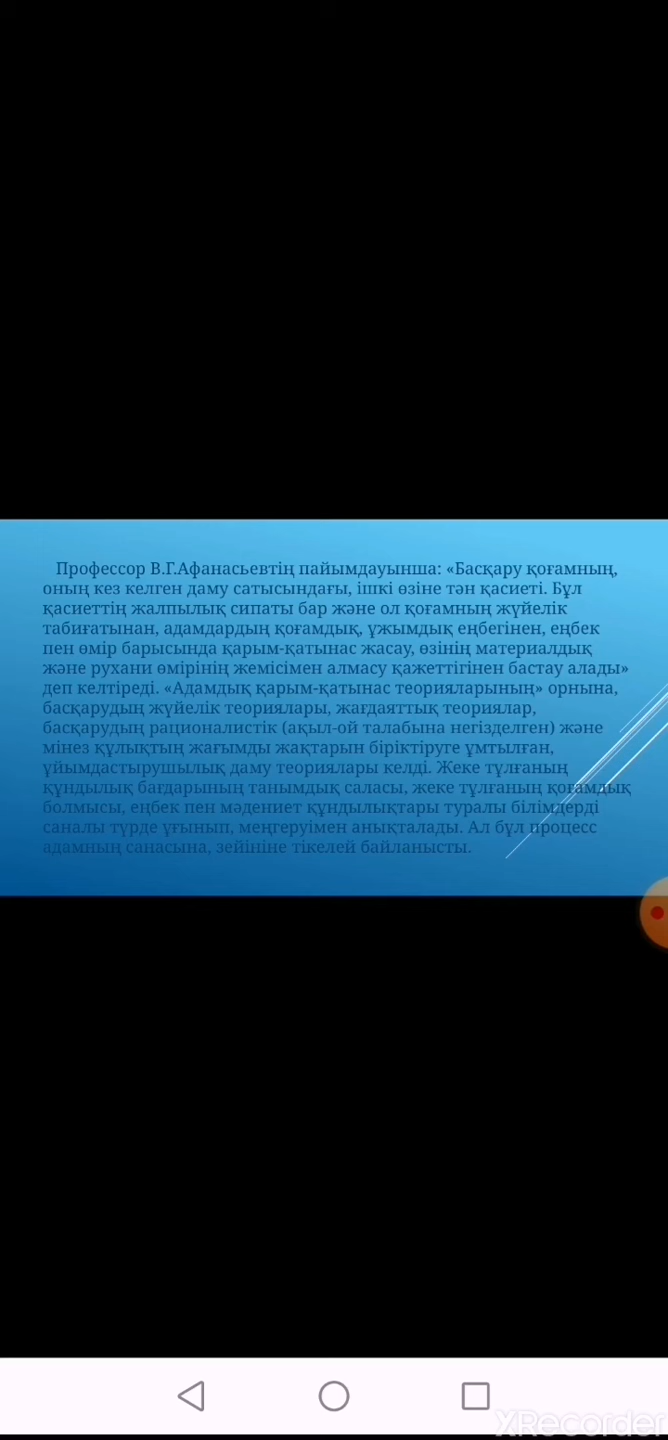 Профессор В.Г.Афанасьевтің пайымдауынша: «Басқару қоғамның,
оның кез келген даму сатысындағы, ішкі өзіне тән қасиеті. Бұл
қасиеттің жалпылық сипаты бар және ол қоғамның жүйелік
табиғатынан, адамдардың қоғамдық, ұжымдық еңбегінен, еңбек
пен өмір барысында қарым-қатынас жасау, өзінің материалдық
және рухани өмірінің жемісімен алмасу қажеттігінен бастау алады»
деп келтіреді. «Адамдық қарым-қатынас теорияларының» орнына,
басқарудың жүйелік теориялары, жағдаяттық теориялар,
басқарудың рационалистік (ақыл-ой талабына негізделген) және
мінез құлықтың жағымды жақтарын біріктіруге ұмтылған,
ұйымдастырушылық даму теориялары келді. Жеке тұлғаның
құндылық бағдарының танымдық саласы, жеке тұлғаның қоғамдық
болмысы, еңбек пен мәдениет құндылықтары туралы білімдерді
саналы түрде ұғынып, меңгеруімен анықталады. Ал бұл процесс
адамның санасына, зейініне тікелей байланысты.
XRecorder